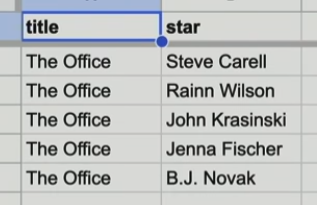 title star
The Office Steve Carell
The Office Rainn Wilson
The Office John Krasinski
The Office Jenna Fischer
The Office B.J. Novak